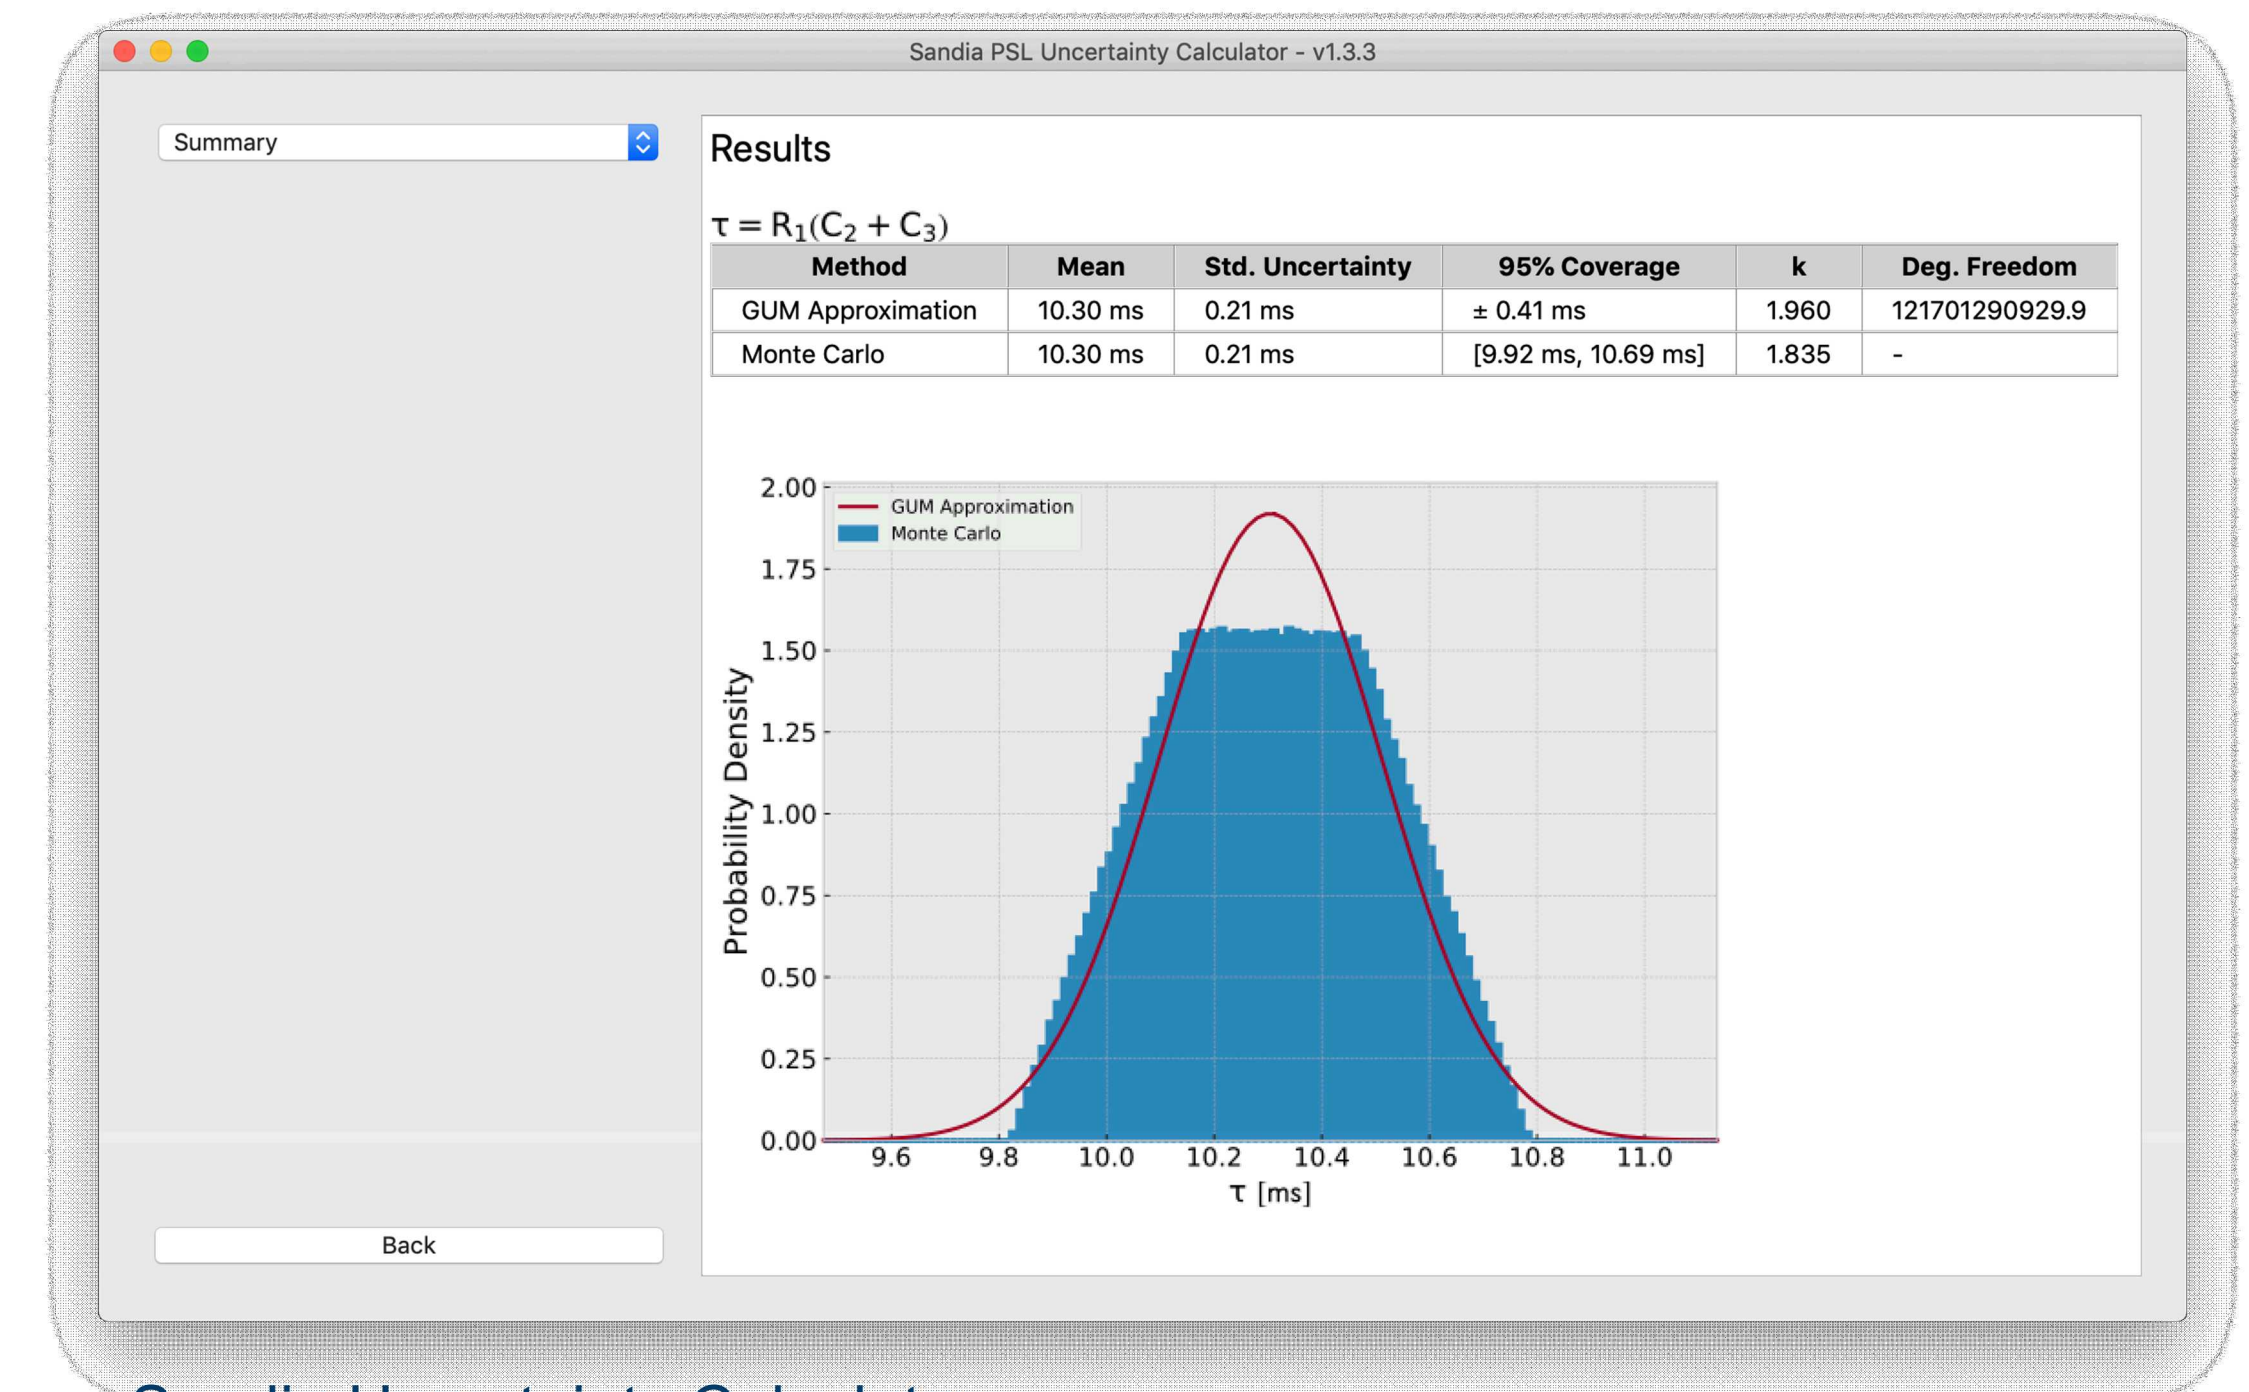 Sandia PSL Uncertainty Calculator - v1.3.3
Summary
Results
τ = R₁(C₂ + C₃)
Method Mean Std. Uncertainty 95% Coverage k Deg. Freedom
GUM Approximation 10.30 ms 0.21 ms ± 0.41 ms 1.960 121701290929.9
Monte Carlo 10.30 ms 0.21 ms [9.92 ms, 10.69 ms] 1.835 -
GUM Approximation
Monte Carlo
2.00
1.75
1.50
1.25
1.00
0.75
0.50
0.25
0.00
Probability Density
9.6 9.8 10.0 10.2 10.4 10.6 10.8 11.0
τ [ms]
Back